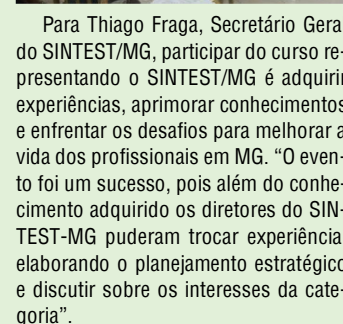 Para Thiago Fraga, Secretário Gera
do SINTEST/MG, participar do curso re-
presentando o SINTEST/MG é adquirir
experiências, aprimorar conhecimentos
e enfrentar os desafios para melhorar a
vida dos profissionais em MG. “O even-
to foi um sucesso, pois além do conhe-
cimento adquirido os diretores do SIN-
TEST-MG puderam trocar experiência
elaborando o planejamento estratégico
e discutir sobre os interesses da cate-
goria”.